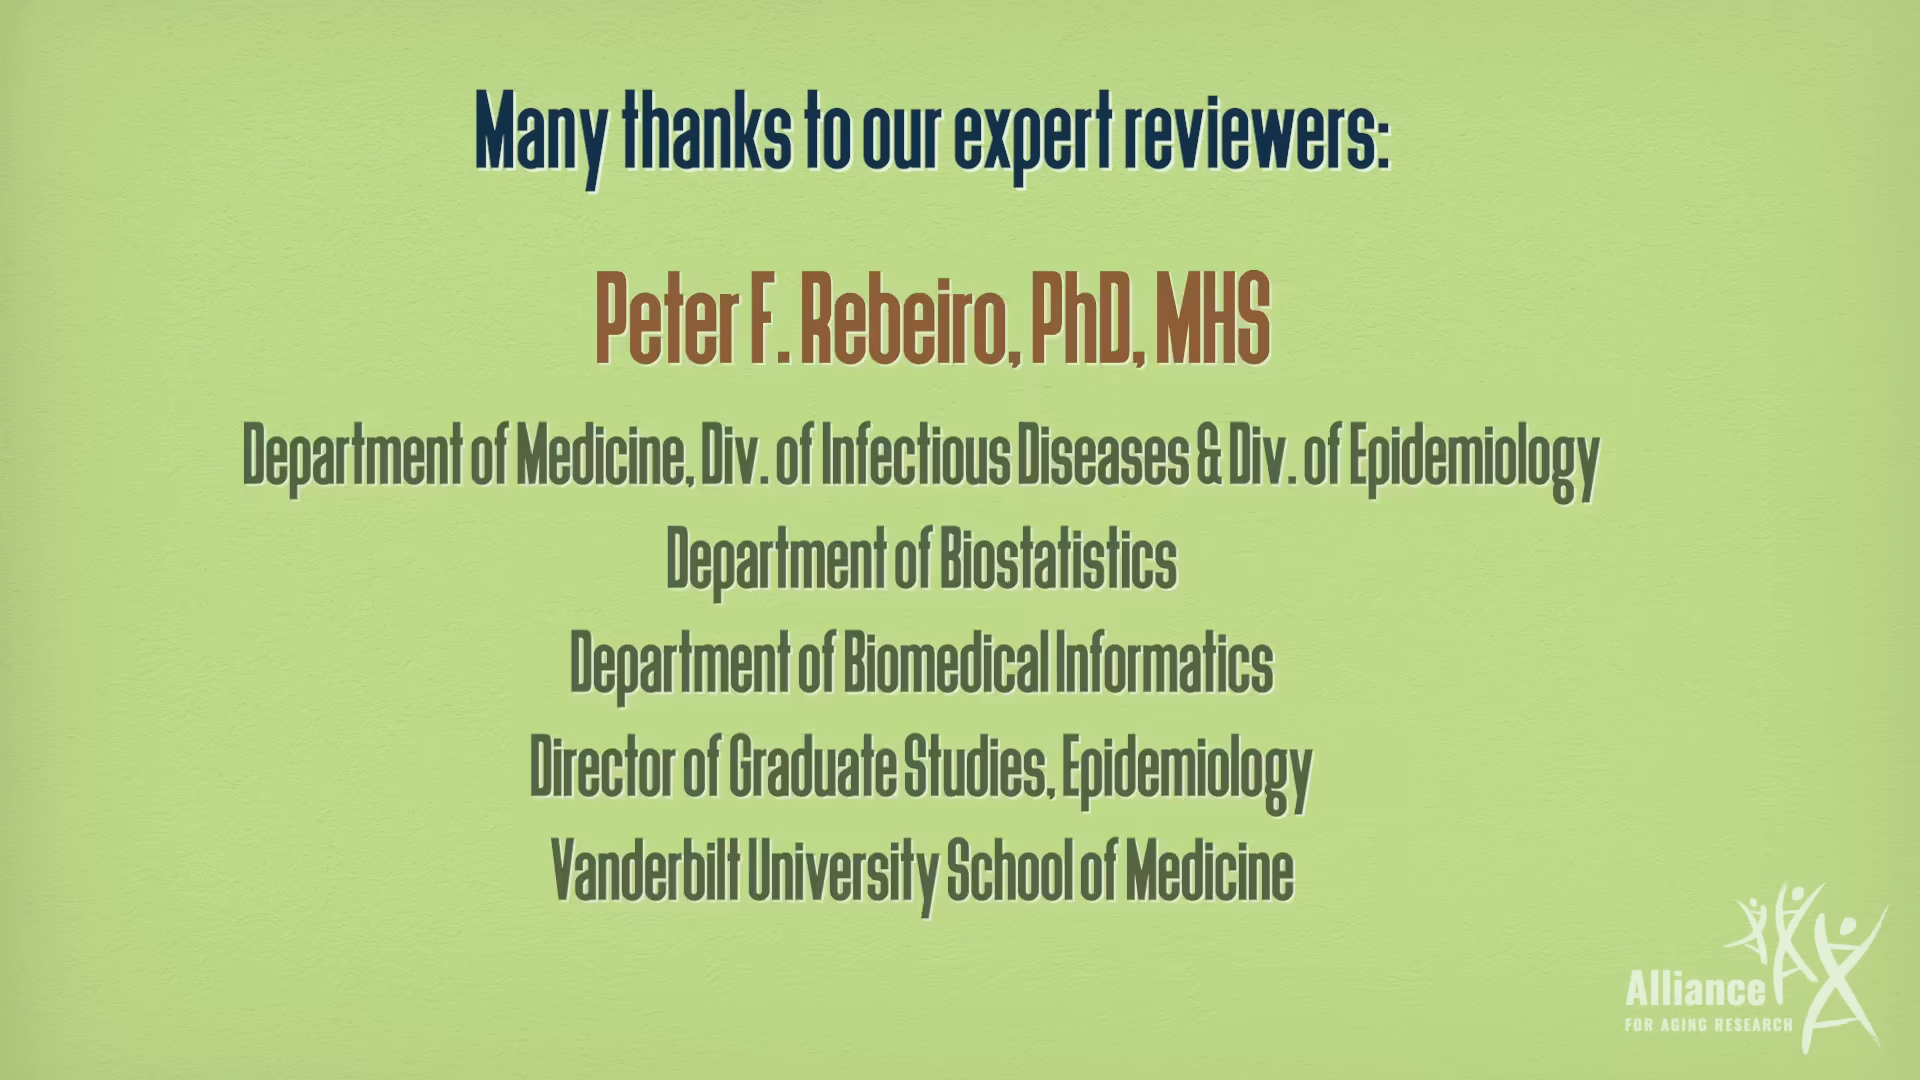 Many thanks to our expert reviewers:
Peter F. Rebeiro, PhD, MHS
Department of Medicine, Div. of Infectious Diseases & Div. of Epidemiology
Department of Biostatistics
Department of Biomedical Informatics
Director of Graduate Studies, Epidemiology
Vanderbilt University School of Medicine
Alliance
FOR AGING RESEARCH